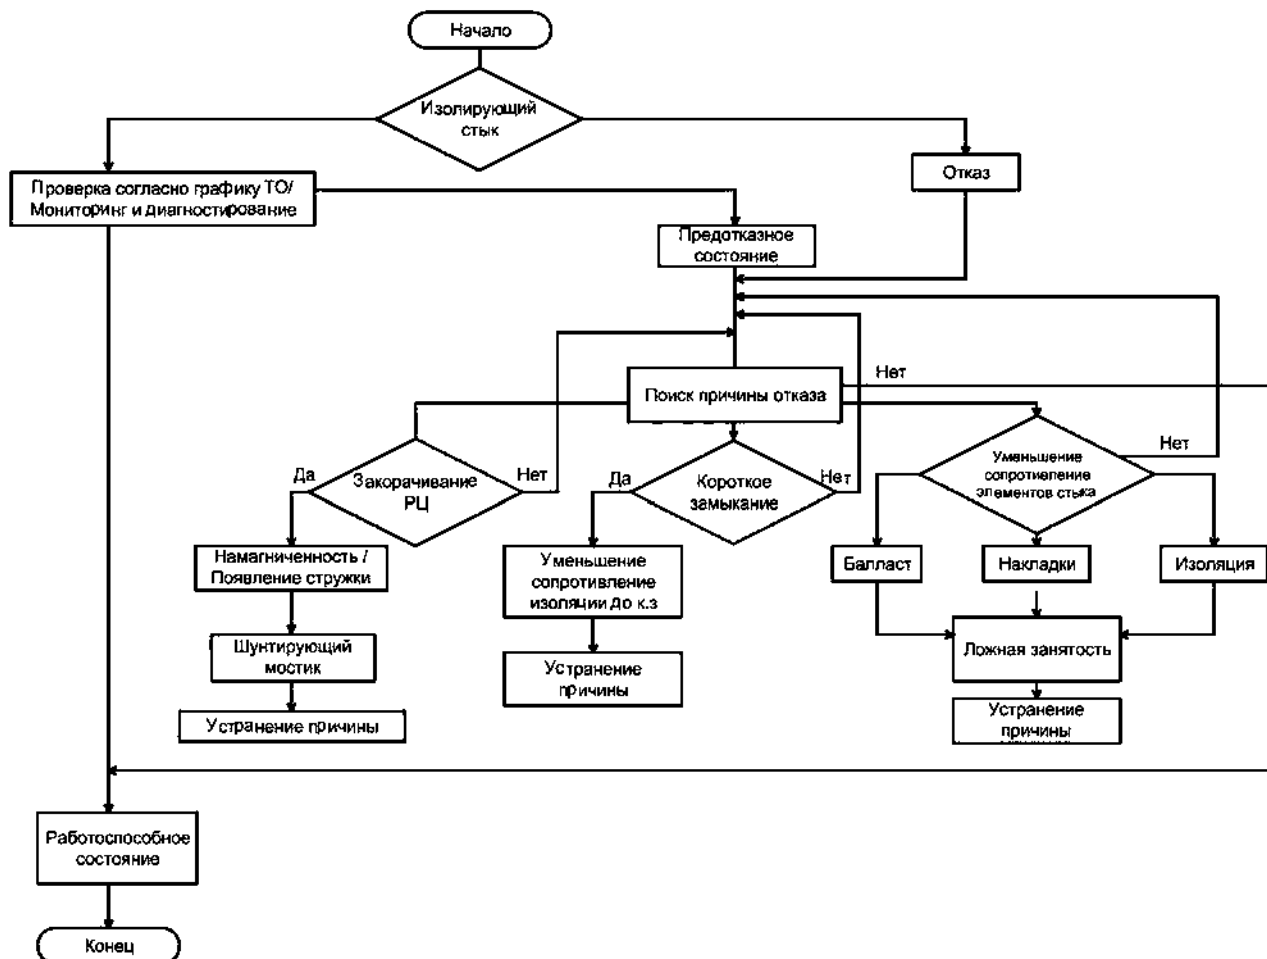 Начало
Изолирующий
стык
Проверка согласно графику ТО/
Мониторинг и диагностирование
Отказ
Предотказное
состояние
Нет
Поиск причины отказа
Да
Закорачивание
РЦ
Нет
Да
Короткое
замыкание
Нет
Уменьшение
сопротивление
элементов стыка
Нет
Намагниченность /
Появление стружки
Уменьшение
сопротивление
изоляции до к.з
Балласт
Накладки
Изоляция
Шунтирующий
мостик
Ложная занятость
Устранение причины
Устранение
причины
Устранение
причины
Работоспособное
состояние
Конец